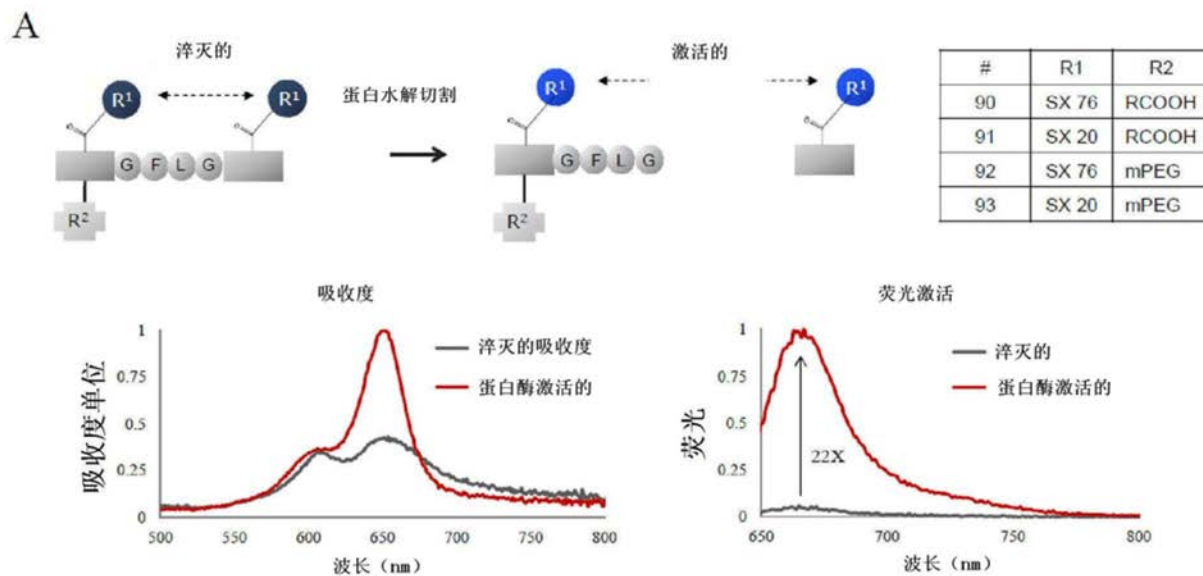 A
淬灭的
激活的
R¹
R¹
蛋白水解切割
R¹
R¹
G F L G
G F L G
R²
R²
# R1 R2
90 SX 76 RCOOH
91 SX 20 RCOOH
92 SX 76 mPEG
93 SX 20 mPEG
吸收度
1
0.75
0.5
0.25
0
吸收度单位
淬灭的吸收度
蛋白酶激活的
500 550 600 650 700 750 800
波长（nm）
荧光激活
1
0.75
0.5
0.25
0
荧光
淬灭的
蛋白酶激活的
22X
650 700 750 800
波长（nm）